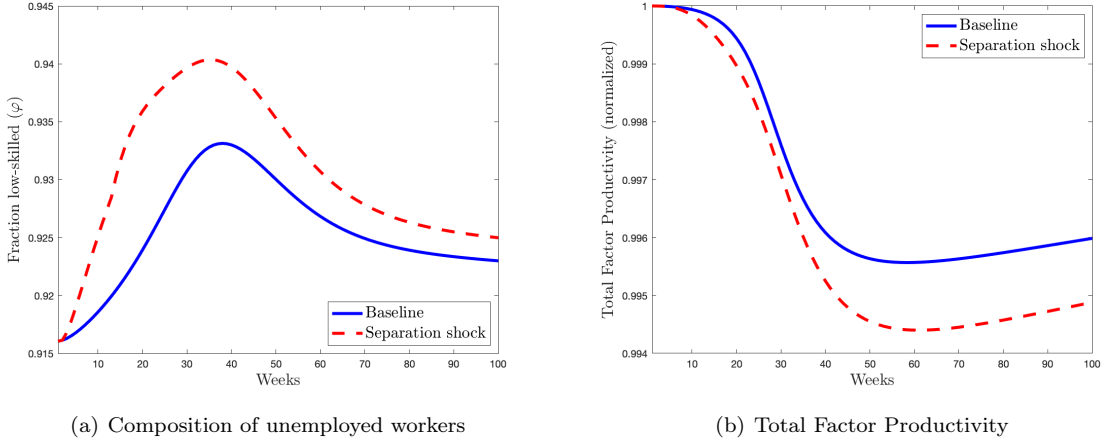 0.945
0.94
0.935
0.93
0.925
0.92
0.915
Fraction low-skilled (φ)
Baseline
Separation shock
10 20 30 40 50 60 70 80 90 100
Weeks
(a) Composition of unemployed workers
1
0.999
0.998
0.997
0.996
0.995
0.994
Total Factor Productivity (normalized)
Baseline
Separation shock
10 20 30 40 50 60 70 80 90 100
Weeks
(b) Total Factor Productivity